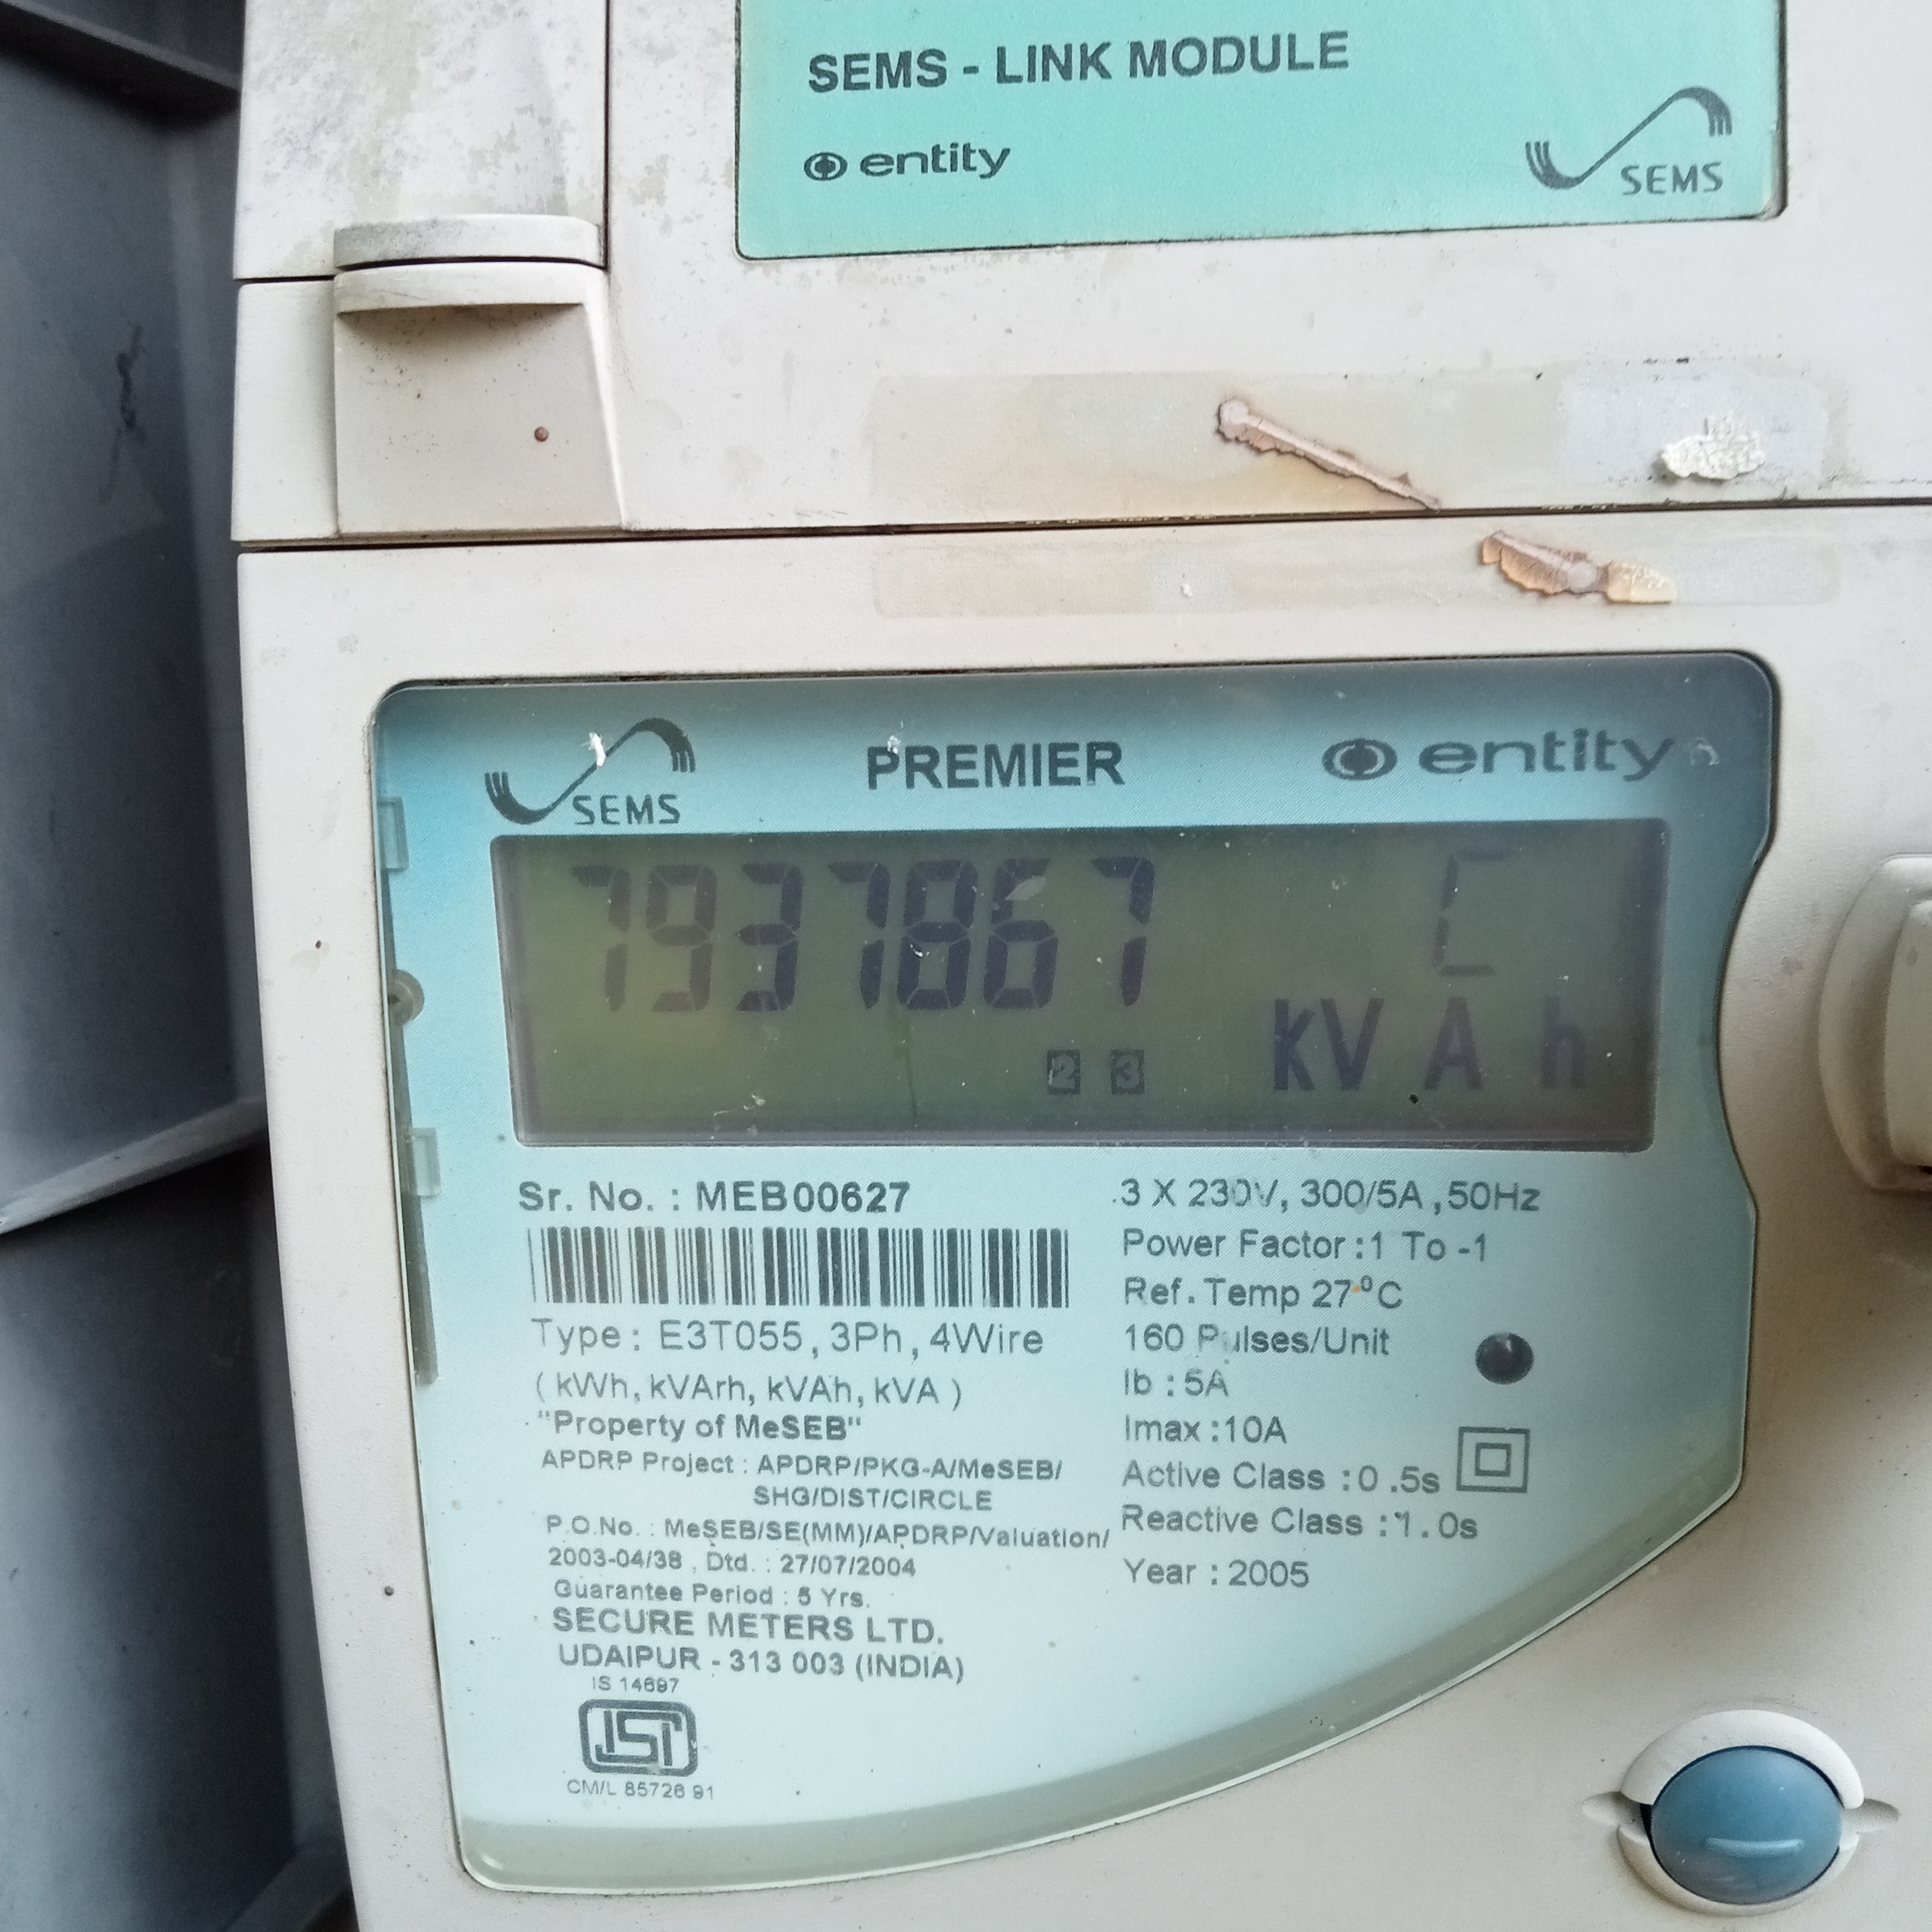 SEMS - LINK MODULE
entity
SEMS
SEMS
PREMIER
entity
7937867 C
2 3 kVAh
Sr. No. : MEB00627
Type : E3T055, 3Ph, 4Wire
( kWh, kVArh, kVAh, kVA )
"Property of MeSEB"
APDRP Project : APDRP/PKG-A/MeSEB/
SHG/DIST/CIRCLE
P.O.No. : MeSEB/SE(MM)/APDRP/Valuation/
2003-04/38 , Dtd. : 27/07/2004
Guarantee Period : 5 Yrs.
SECURE METERS LTD.
UDAIPUR - 313 003 (INDIA)
IS 14697
ISI
CM/L 85726 91
3 X 230V, 300/5A ,50Hz
Power Factor :1 To -1
Ref. Temp 27°C
160 Pulses/Unit
Ib : 5A
Imax :10A
Active Class :0 .5s
Reactive Class :1.0s
Year : 2005